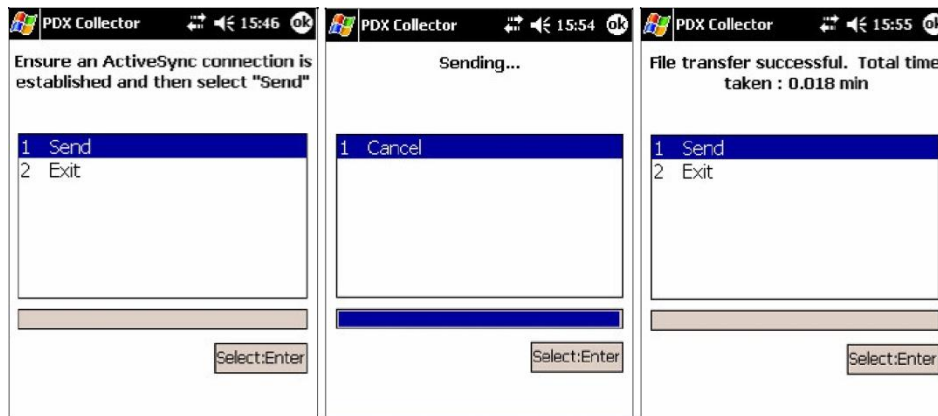 PDX Collector 15:46 ok
Ensure an ActiveSync connection is
established and then select "Send"
1 Send
2 Exit
Select:Enter
PDX Collector 15:54 ok
Sending...
1 Cancel
Select:Enter
PDX Collector 15:55 ok
File transfer successful. Total time
taken : 0.018 min
1 Send
2 Exit
Select:Enter